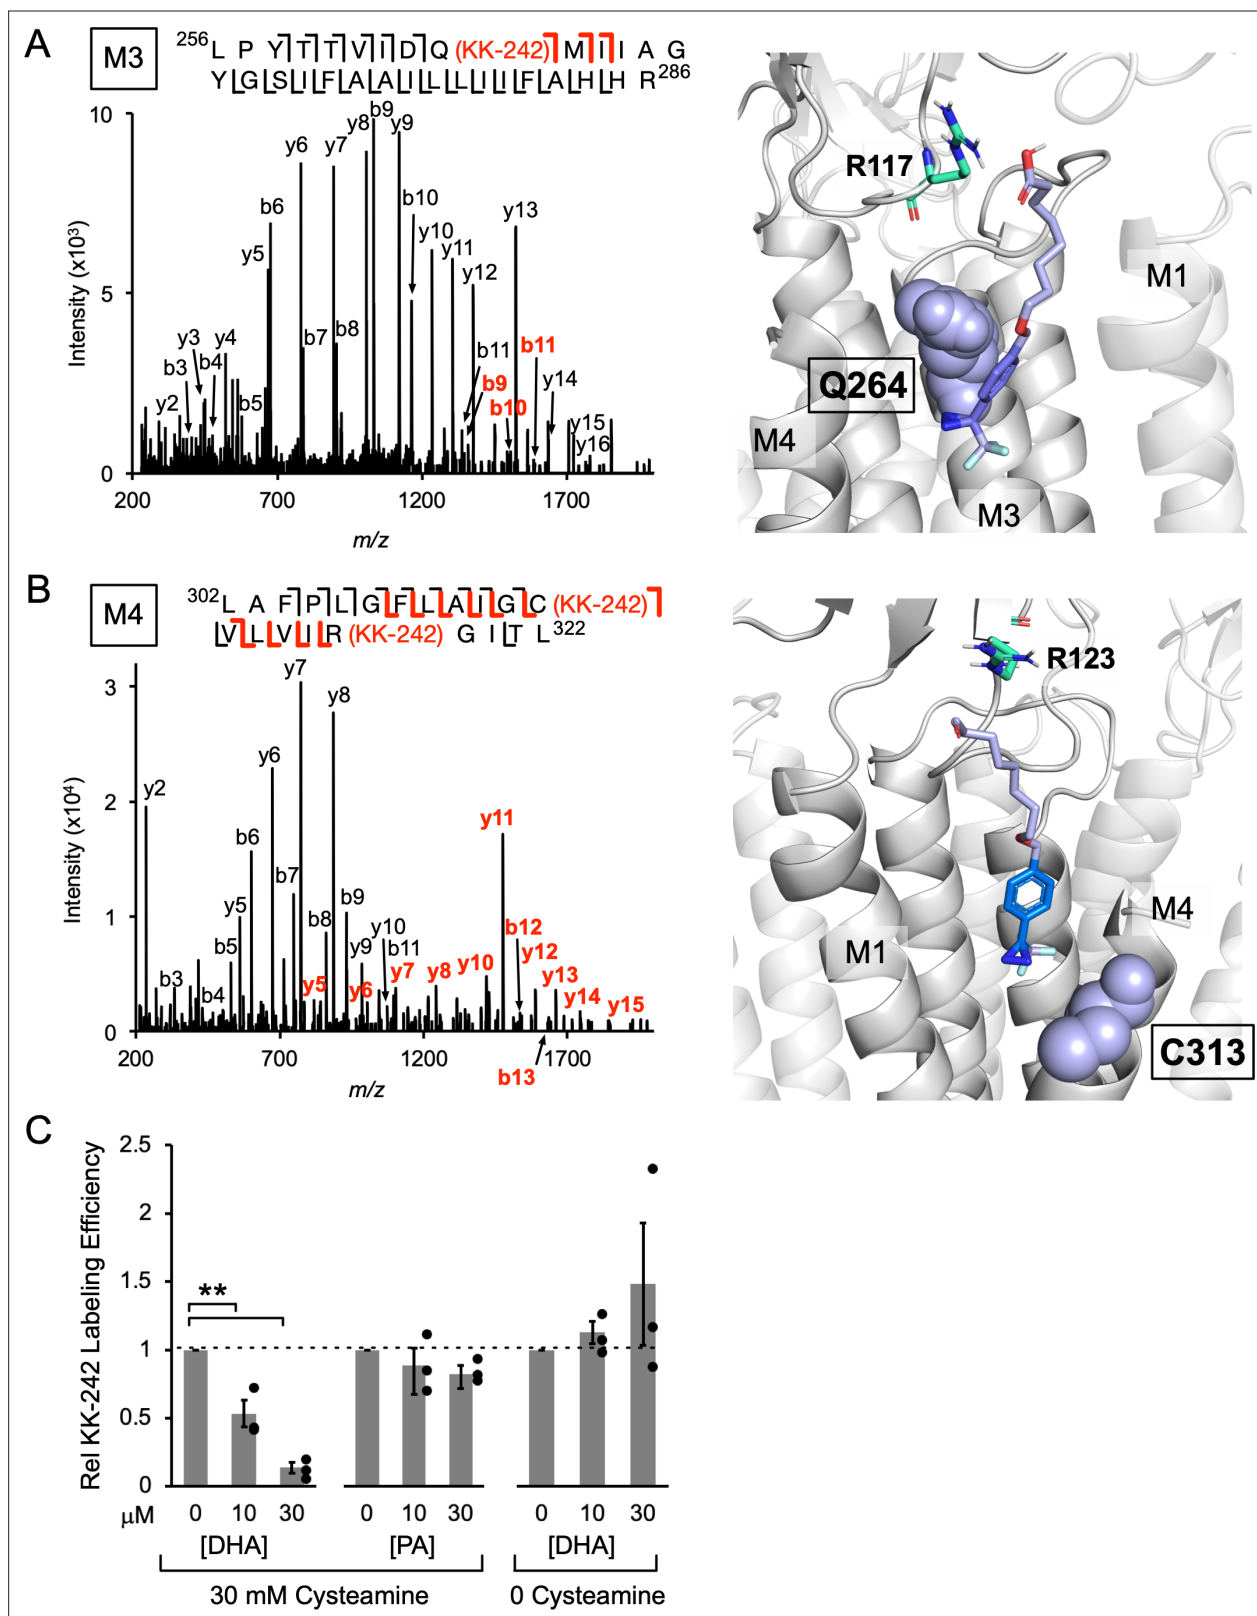 A
M3
256L P Y T T V I D Q (KK-242) M I I A G
Y G S I F A A I L L I I F A H H R286
Intensity (x10³)
10
5
0
200
700
1200
1700
m/z
y2
b3
y3
b4
y4
b5
y5
b6
y6
b7
y7
b8
y8
b9
y9
b10
y10
y11
y12
b11
b9
b10
y13
b11
y14
y15
y16
R117
M1
Q264
M4
M3
B
M4
302L A F P L G F L A I G C (KK-242)
V L V I R (KK-242) G I T L322
Intensity (x10⁴)
3
2
1
0
200
700
1200
1700
m/z
y2
b3
b4
b5
y5
b6
y6
b7
y7
y5
b8
y8
b9
y6
y9
y10
b11
y7
y8
y10
y11
b12
y12
b13
y13
y14
y15
R123
M1
M4
C313
C
Rel KK-242 Labeling Efficiency
2.5
2
1.5
1
0.5
0
**
μM 0 10 30 0 10 30 0 10 30
[DHA] [PA] [DHA]
30 mM Cysteamine 0 Cysteamine